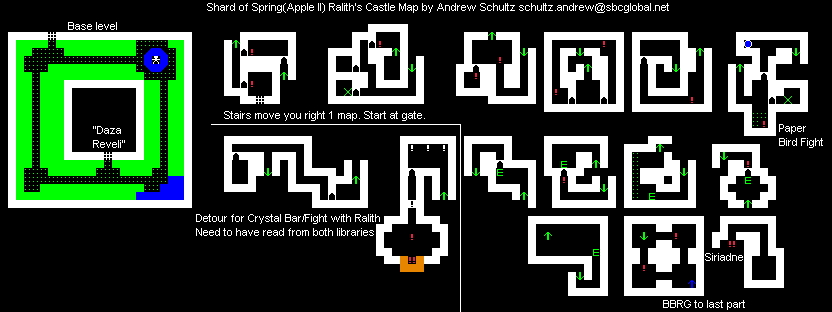 Shard of Spring(Apple II) Ralith's Castle Map by Andrew Schultz schultz.andrew@sbcglobal.net
Base level
"Daza
Reveli"
Stairs move you right 1 map. Start at gate.
Paper
Bird Fight
E
E
E
E
E
Detour for Crystal Bar/Fight with Ralith
Need to have read from both libraries
E
Siriadne
BBRG to last part